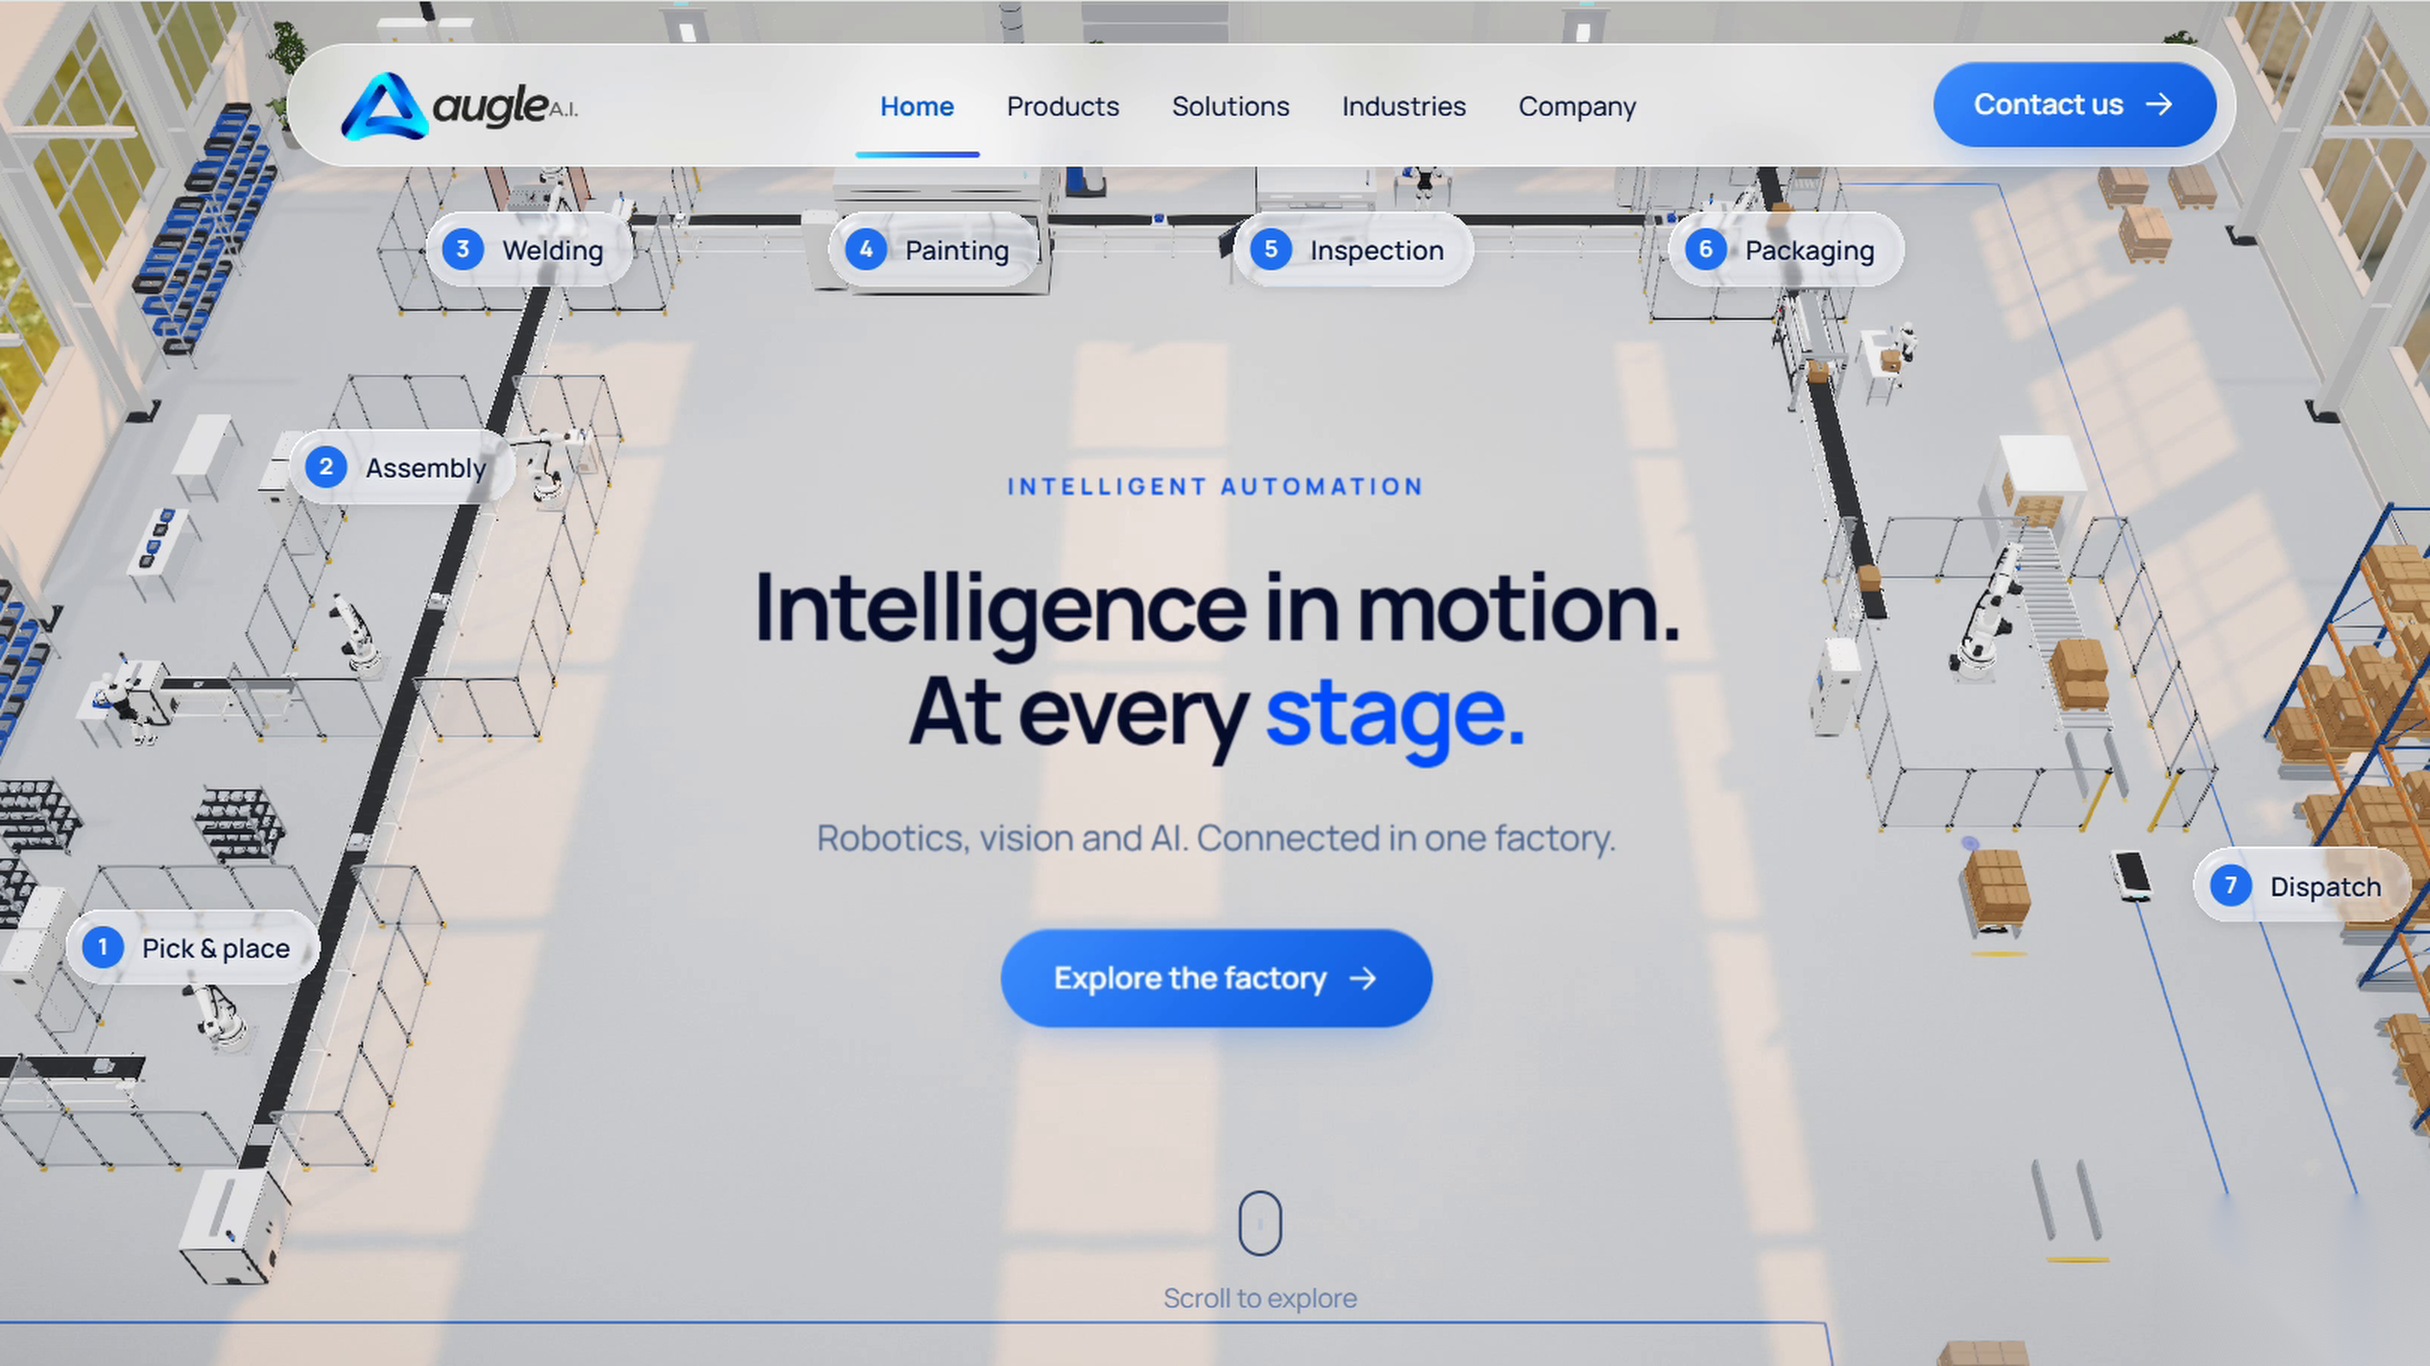 augle A.I.
Home
Products
Solutions
Industries
Company
Contact us
3 Welding
4 Painting
5 Inspection
6 Packaging
2 Assembly
INTELLIGENT AUTOMATION
Intelligence in motion.
At every stage.
Robotics, vision and AI. Connected in one factory.
7 Dispatch
1 Pick & place
Explore the factory
Scroll to explore